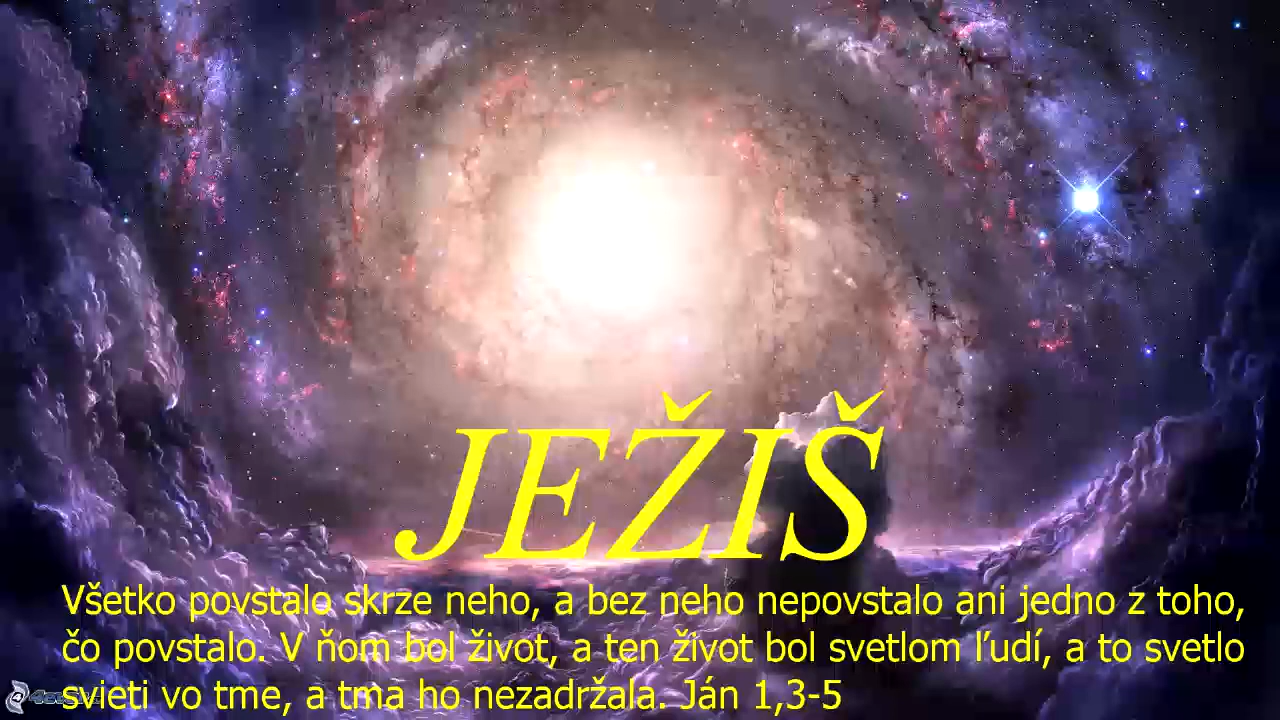 JEŽIŠ
Všetko povstalo skrze neho, a bez neho nepovstalo ani jedno z toho,
čo povstalo. V ňom bol život, a ten život bol svetlom ľudí, a to svetlo
svieti vo tme, a tma ho nezadržala. Ján 1,3-5